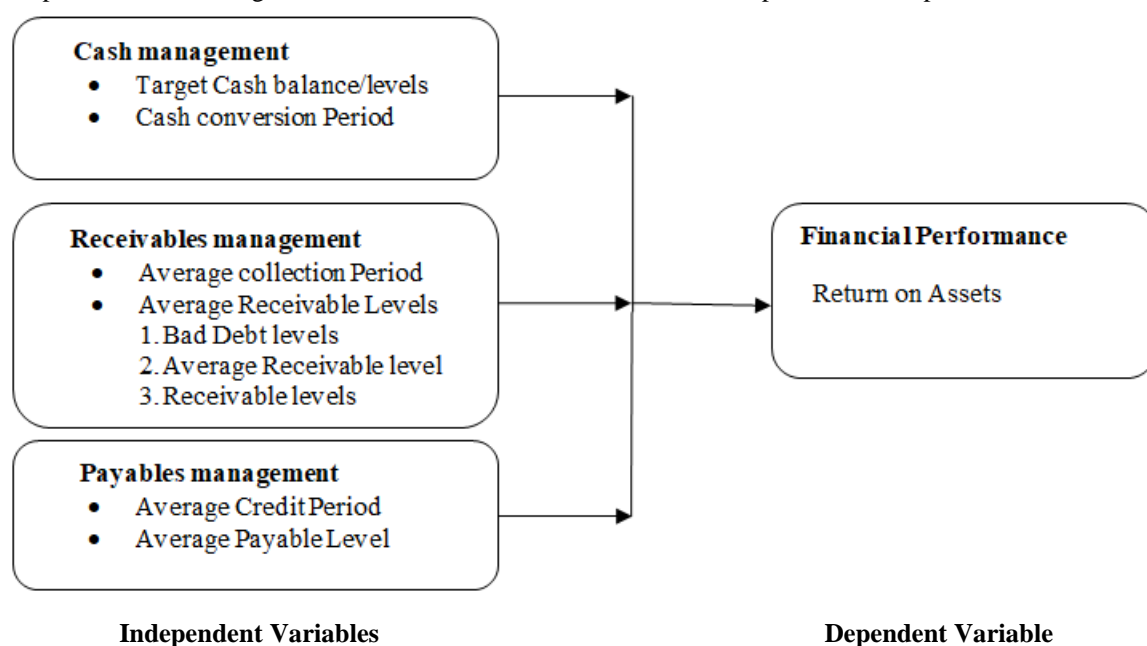 Cash management
• Target Cash balance/levels
• Cash conversion Period
Receivables management
• Average collection Period
• Average Receivable Levels
1. Bad Debt levels
2. Average Receivable level
3. Receivable levels
Payables management
• Average Credit Period
• Average Payable Level
Financial Performance
Return on Assets
Independent Variables
Dependent Variable